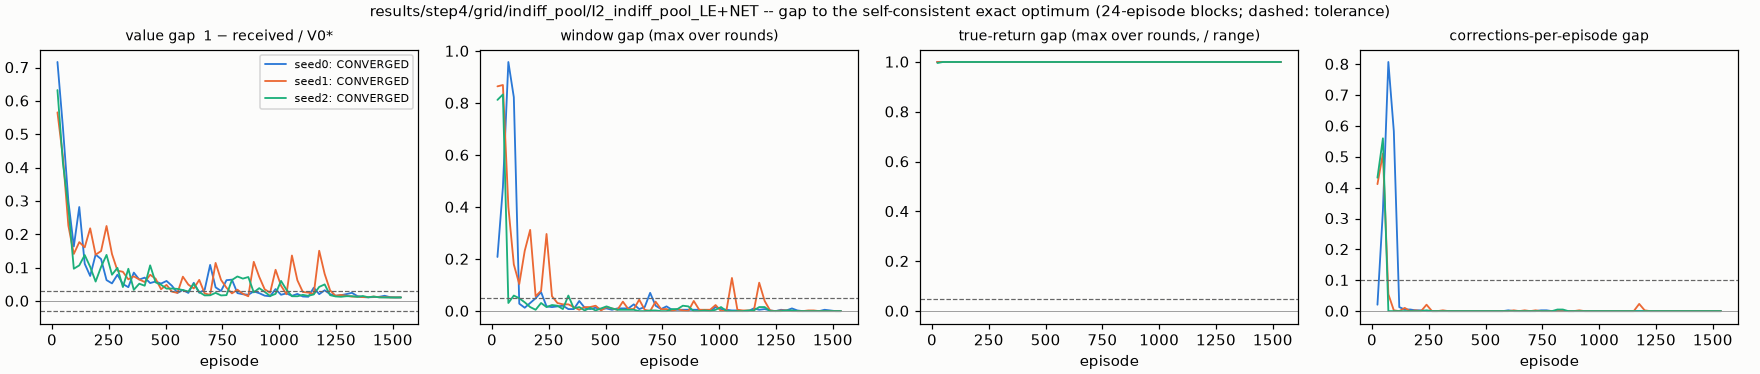 results/step4/grid/indiff_pool/l2_indiff_pool_LE+NET -- gap to the self-consistent exact optimum (24-episode blocks; dashed: tolerance)
value gap 1 − received / V0*
0.7
0.6
0.5
0.4
0.3
0.2
0.1
0.0
seed0: CONVERGED
seed1: CONVERGED
seed2: CONVERGED
0 250 500 750 1000 1250 1500
episode
window gap (max over rounds)
1.0
0.8
0.6
0.4
0.2
0.0
0 250 500 750 1000 1250 1500
episode
true-return gap (max over rounds, / range)
1.0
0.8
0.6
0.4
0.2
0.0
0 250 500 750 1000 1250 1500
episode
corrections-per-episode gap
0.8
0.7
0.6
0.5
0.4
0.3
0.2
0.1
0.0
0 250 500 750 1000 1250 1500
episode